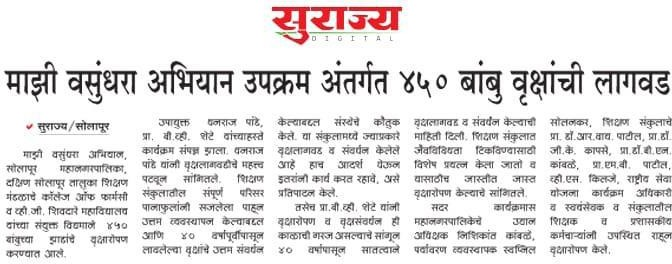 सुराज्य
DIGITAL
माझी वसुंधरा अभियान उपक्रम अंतर्गत ४५० बांबु वृक्षांची लागवड
सुराज्य/सोलापूर
माझी वसुंधरा अभियान,
सोलापूर महानगरपालिका,
दक्षिण सोलापूर तालुका शिक्षण
मंडळाचे कॉलेज ऑफ फार्मसी
व व्ही.जी. शिवदारे महाविद्यालय
यांच्या संयुक्त विद्यमाने ४५०
बांबुच्या झाडांचे वृक्षारोपण
करण्यात आले.
उपायुक्त धनराज पांडे,
प्रा. बी.व्ही. शेटे यांच्याहस्ते
कार्यक्रम संपन्न झाला. धनराज
पांडे यांनी वृक्षलागवडीचे महत्त्व
पटवून सांगितले. शिक्षण
संकुलातील संपूर्ण परिसर
पानाफुलांनी सजलेला पाहून
उत्तम व्यवस्थापन केल्याबद्दल
आणि ४० वर्षांपूर्वीपासून
लावलेल्या वृक्षांचे उत्तम संवर्धन
केल्याबद्दल संस्थेचे कौतुक
केले. या संकुलामध्ये ज्याप्रकारे
वृक्षलागवड व संवर्धन केलेले
आहे हाच आदर्श घेऊन
इतरांनी कार्य करत रहावे, असे
प्रतिपादन केले.
तसेच प्रा.बी.व्ही. शेटे यांनी
वृक्षारोपण व वृक्षसंवर्धन ही
काळाची गरज असल्याचे सांगून
४० वर्षांपासून सातत्याने
वृक्षलागवड व संवर्धन केल्याची
माहिती दिली. शिक्षण संकुलात
जैवविविधता टिकविण्यासाठी
विशेष प्रयत्न केला जातो व
यासाठीच जास्तीत जास्त
वृक्षारोपण केल्याचे सांगितले.
सदर कार्यक्रमास
महानगरपालिकेचे उद्यान
अधिक्षक निशिकांत कांबळे,
पर्यावरण व्यवस्थापक स्वप्निल
सोलनकर, शिक्षण संकुलाचे
प्रा.डॉ.आर.वाय. पाटील, प्रा.डॉ.
जी.के. कापसे, प्रा.डॉ.बी.एन.
कांबळे, प्रा.एम.बी. पाटील,
व्ही.एस. किलजे, राष्ट्रीय सेवा
योजना कार्यक्रम अधिकारी
व स्वयंसेवक व संकुलातील
शिक्षक व प्रशासकीय
कर्मचाऱ्यांनी उपस्थित राहून
वृक्षारोपण केले.